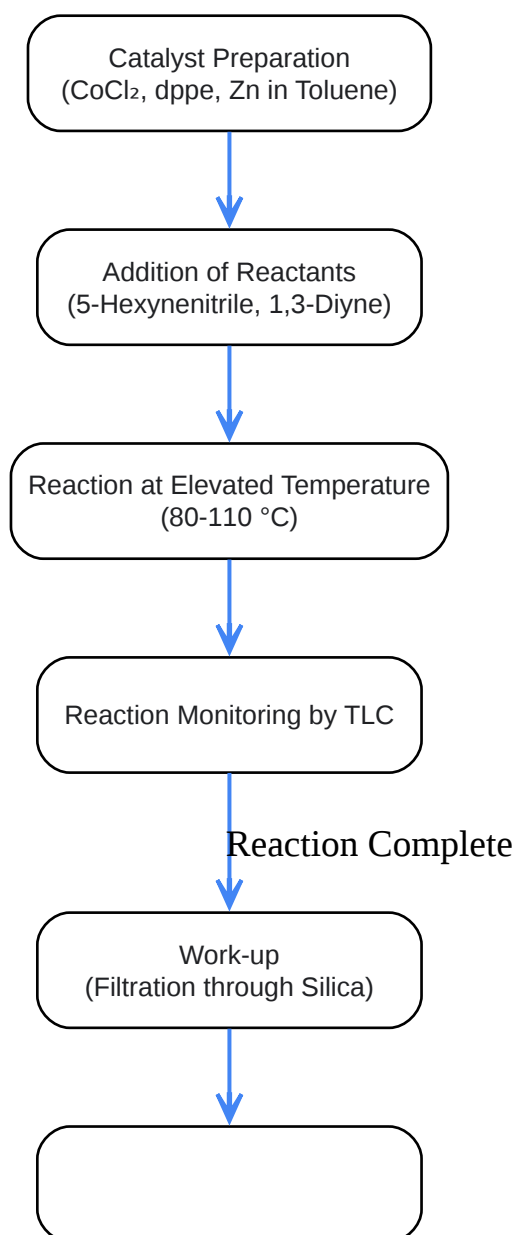 Catalyst Preparation
(CoCl₂, dppe, Zn in Toluene)
Addition of Reactants
(5-Hexynenitrile, 1,3-Diyne)
Reaction at Elevated Temperature
(80-110 °C)
Reaction Monitoring by TLC
Reaction Complete
Work-up
(Filtration through Silica)